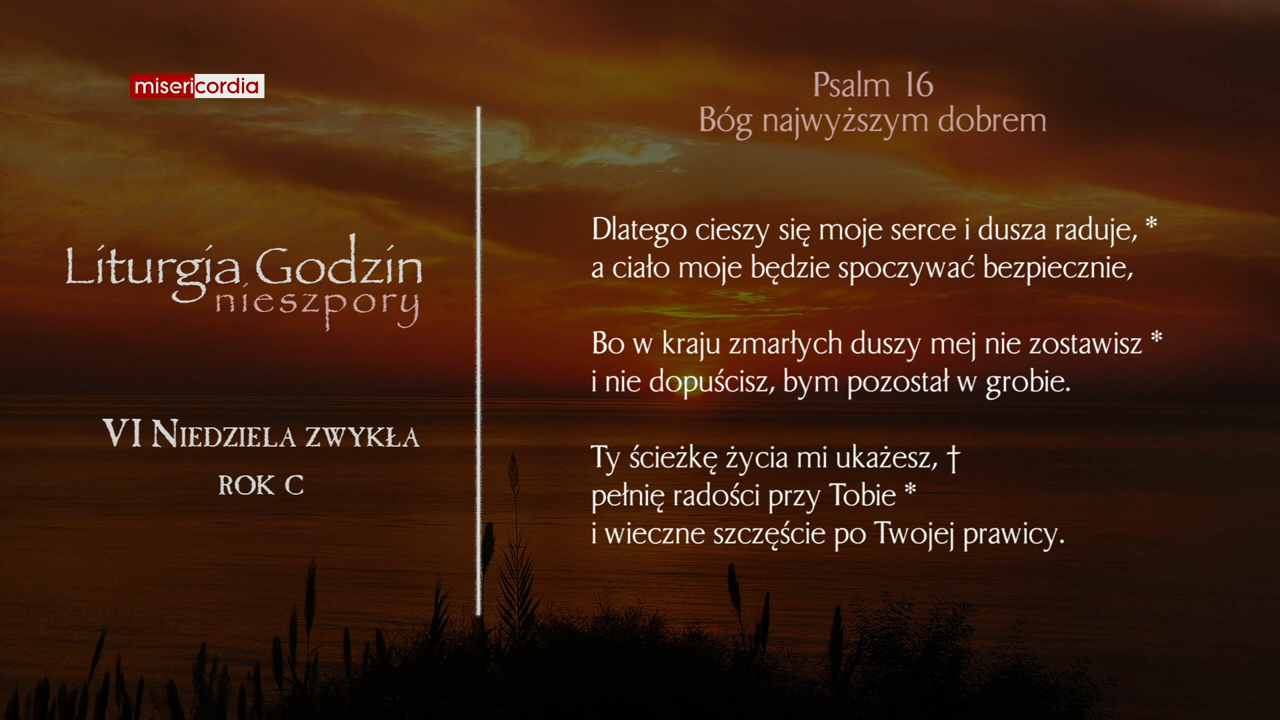 misericordia
Liturgia Godzin
nieszpory
VI Niedziela zwykła
rok C
Psalm 16
Bóg najwyższym dobrem
Dlatego cieszy się moje serce i dusza raduje, *
a ciało moje będzie spoczywać bezpiecznie,
Bo w kraju zmarłych duszy mej nie zostawisz *
i nie dopuścisz, bym pozostał w grobie.
Ty ścieżkę życia mi ukażesz, †
pełnię radości przy Tobie *
i wieczne szczęście po Twojej prawicy.